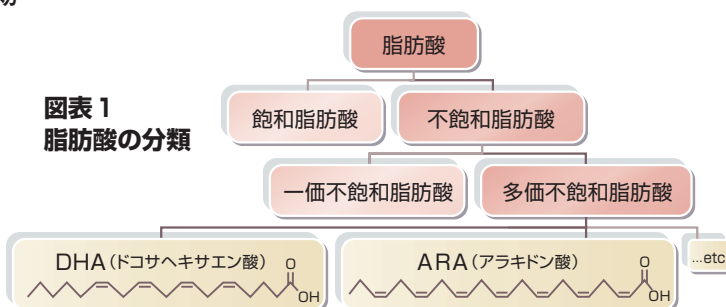 脂肪酸
図表1
脂肪酸の分類
飽和脂肪酸
不飽和脂肪酸
一価不飽和脂肪酸
多価不飽和脂肪酸
DHA（ドコサヘキサエン酸）
O
OH
ARA（アラキドン酸）
O
OH
...etc